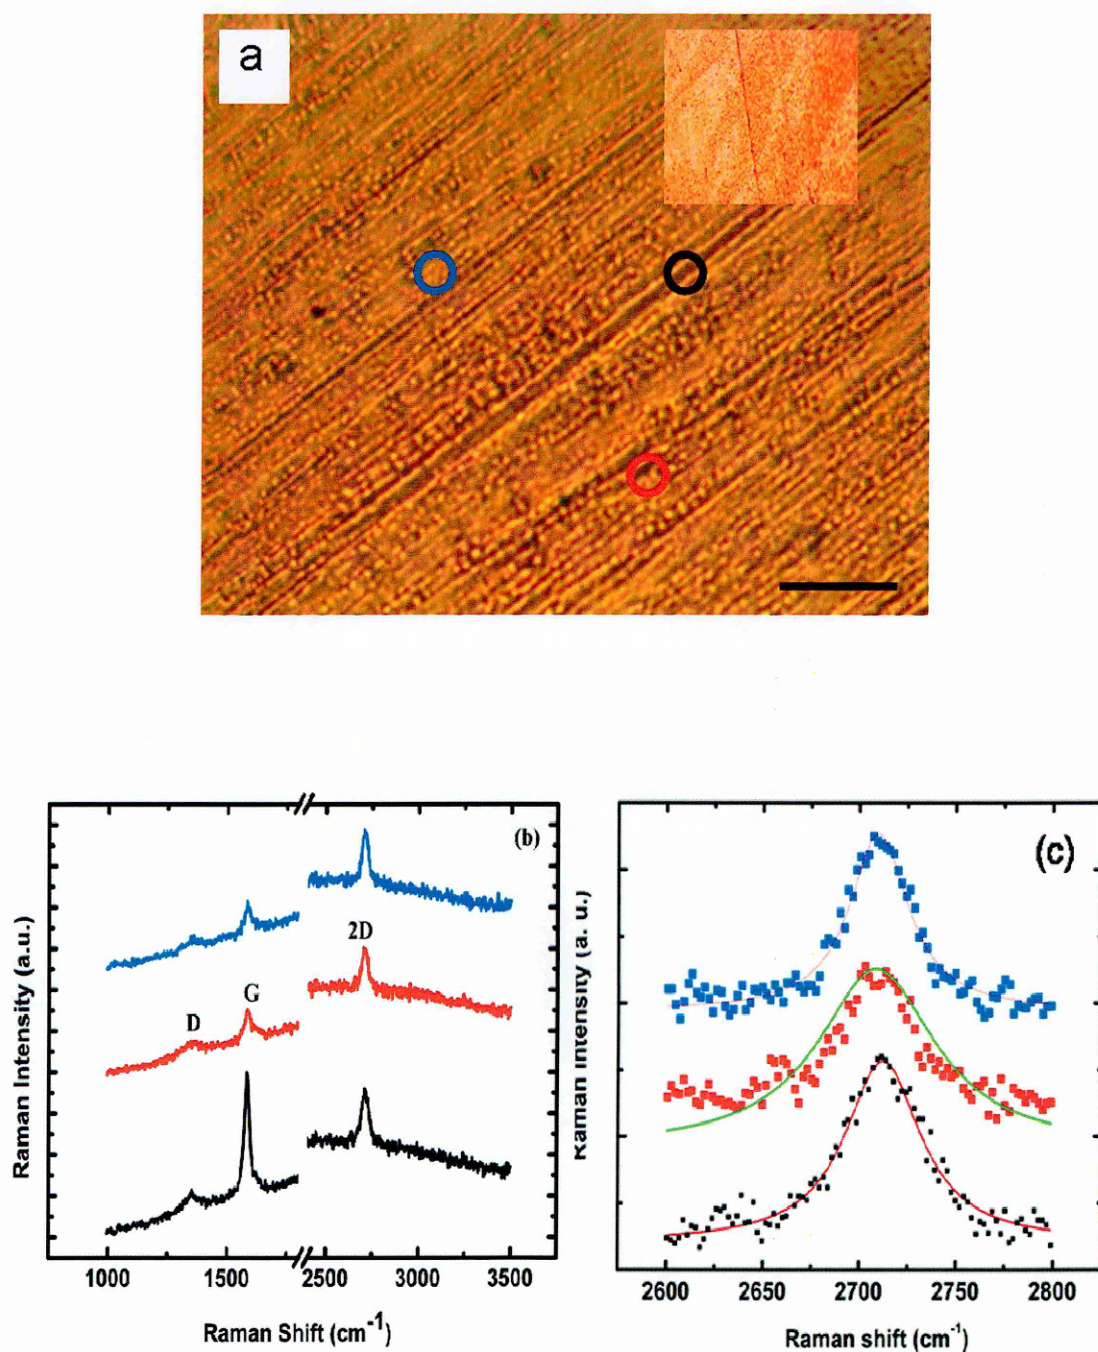 a
(b)
2D
G
D
Raman Intensity (a.u.)
1000 1500 2500 3000 3500
Raman Shift (cm-1)
(c)
Raman intensity (a. u.)
2600 2650 2700 2750 2800
Raman shift (cm-1)